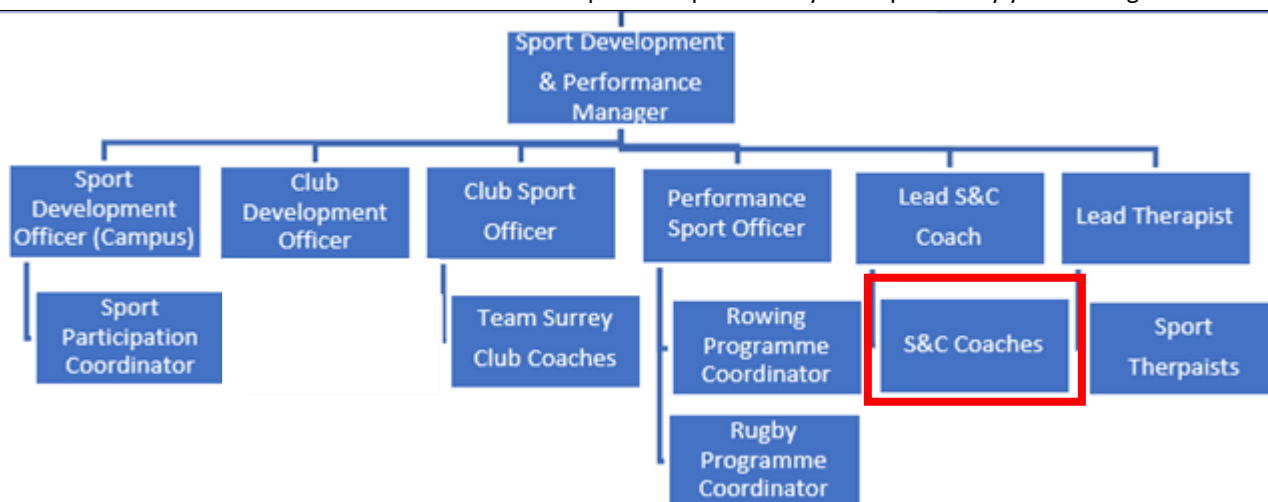 Sport Development
& Performance
Manager
Sport
Development
Officer (Campus)
Club
Development
Officer
Club Sport
Officer
Performance
Sport Officer
Lead S&C
Coach
Lead Therapist
Sport
Participation
Coordinator
Team Surrey
Club Coaches
Rowing
Programme
Coordinator
S&C Coaches
Sport
Therpaists
Rugby
Programme
Coordinator